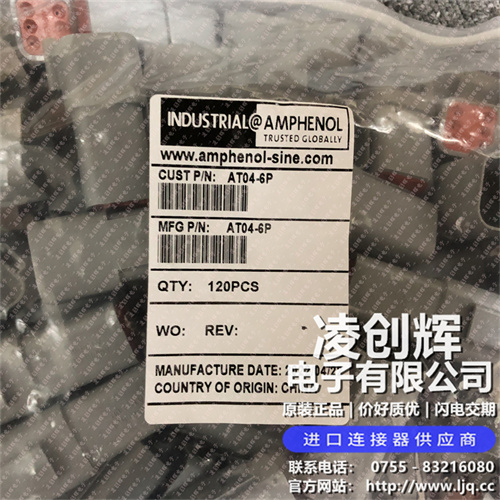 INDUSTRIAL@AMPHENOL
TRUSTED GLOBALLY
www.amphenol-sine.com
CUST P/N: AT04-6P
MFG P/N: AT04-6P
QTY: 120PCS
WO: REV:
MANUFACTURE DATE:
COUNTRY OF ORIGIN:
凌创辉
电子有限公司
原装正品 | 价好质优 | 闪电交期
进口连接器供应商
联系电话: 0755 - 83216080
官方网站: http://www.ljq.cc